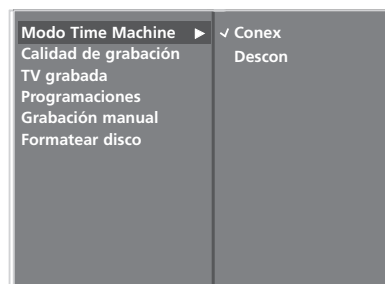 Modo Time Machine ▶ ✓ Conex
Calidad de grabación Descon
TV grabada
Programaciones
Grabación manual
Formatear disco